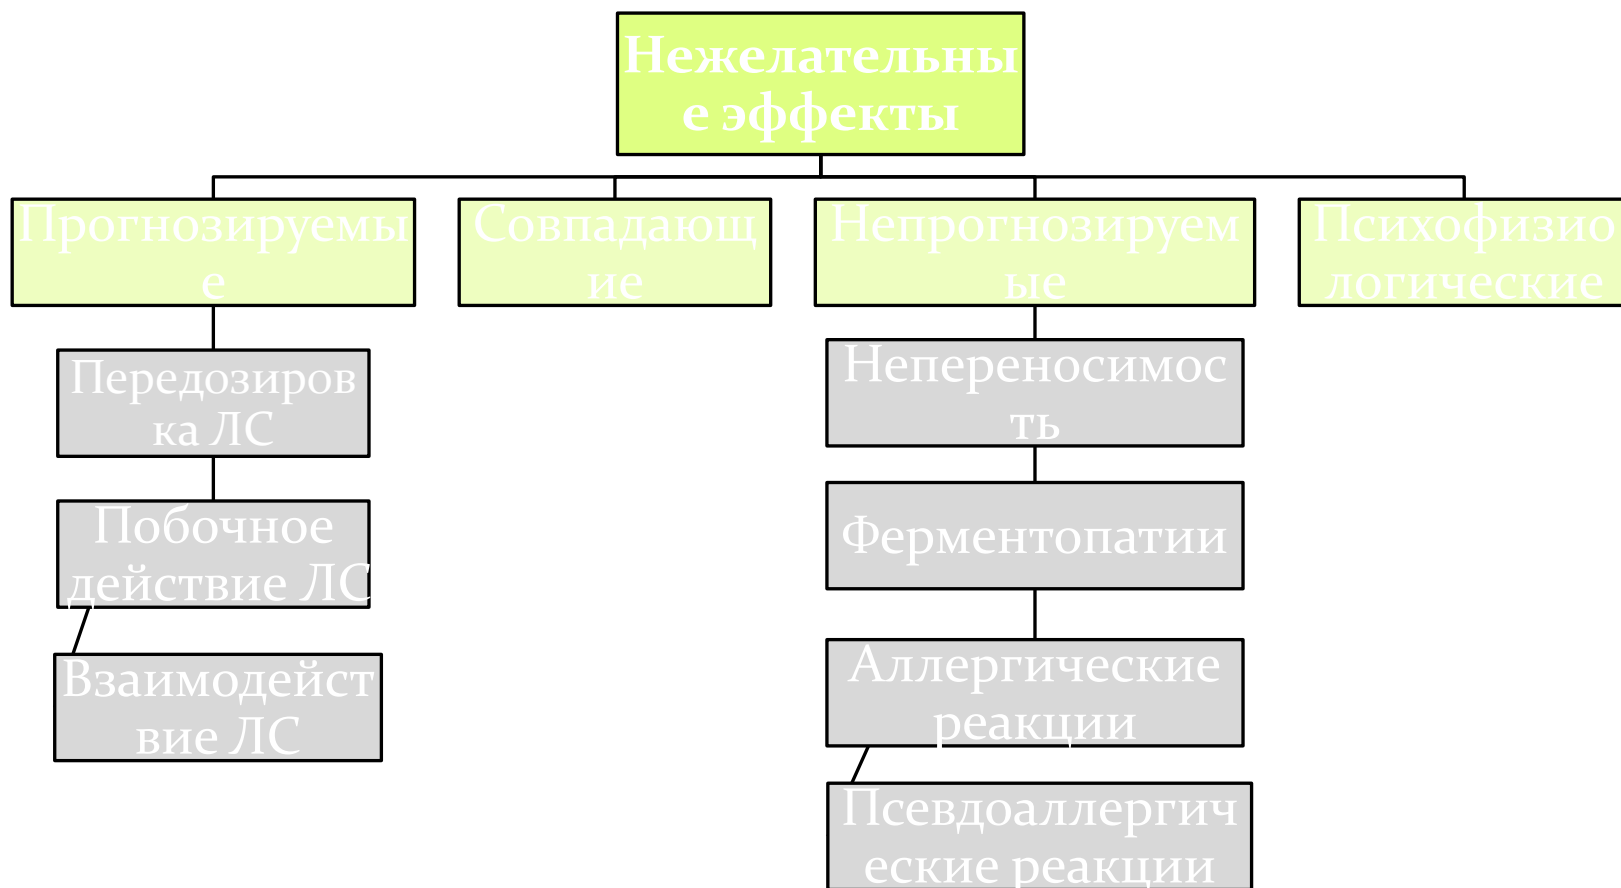 Нежелательны
е эффекты
Прогнозируемы
е
Совпадающ
ие
Непрогнозируем
ые
Психофизио
логические
Передозиров
ка ЛС
Побочное
действие ЛС
Взаимодейст
вие ЛС
Непереносимос
ть
Ферментопатии
Аллергические
реакции
Псевдоаллергич
еские реакции